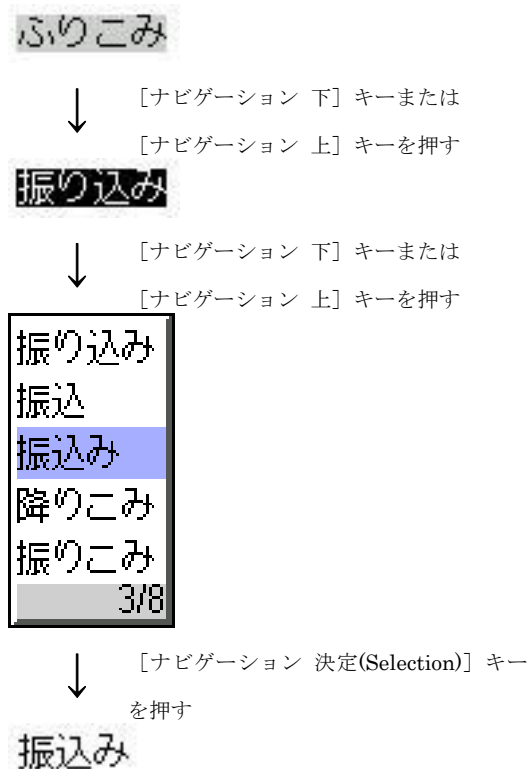 ふりこみ
↓ ［ナビゲーション 下］キーまたは
［ナビゲーション 上］キーを押す
振り込み
↓ ［ナビゲーション 下］キーまたは
［ナビゲーション 上］キーを押す
振り込み
振込
振込み
降りこみ
振りこみ
3/8
↓ ［ナビゲーション 決定(Selection)］キー
を押す
振込み